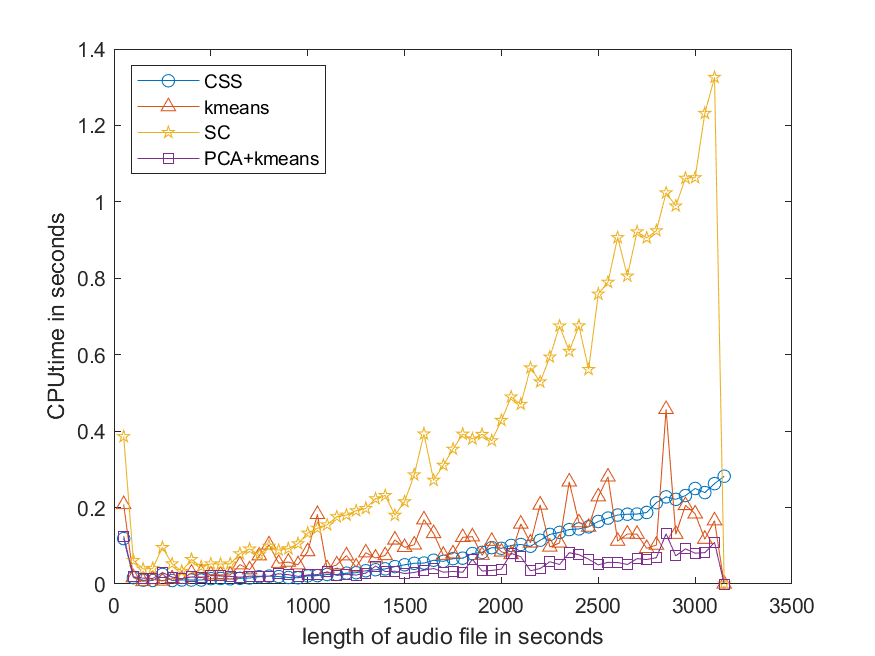 1.4
1.2
1
0.8
0.6
0.4
0.2
0
CPUtime in seconds
CSS
kmeans
SC
PCA+kmeans
0 500 1000 1500 2000 2500 3000 3500
length of audio file in seconds